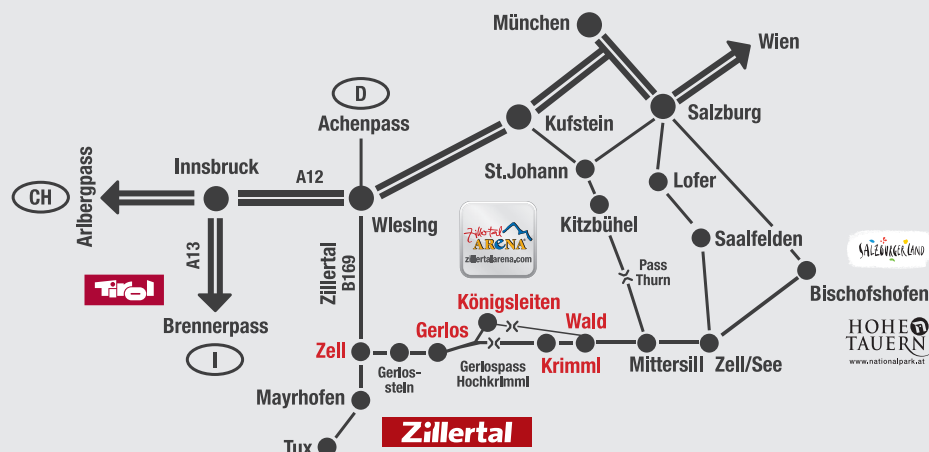 München
Wien
D
Achenpass
Kufstein
Salzburg
Innsbruck
A12
St.Johann
Lofer
CH
Arlbergpass
Wiesing
Kitzbühel
Zillertal
ARENA
zillertalarena.com
Saalfelden
SALZBURGERLAND
A13
Zillertal
B169
Pass
Thurn
Tirol
Bischofshofen
Königsleiten
Brennerpass
Gerlos
Wald
HOHE
TAUERN
www.nationalpark.at
I
Zell
Gerlos-
stein
Gerlospass
Hochkrimml
Krimml
Mittersill
Zell/See
Mayrhofen
Zillertal
Tux